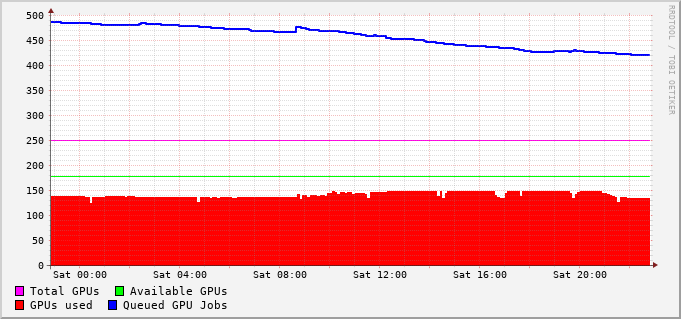 500
450
400
350
300
250
200
150
100
50
0
Sat 00:00 Sat 04:00 Sat 08:00 Sat 12:00 Sat 16:00 Sat 20:00
Total GPUs Available GPUs
GPUs used Queued GPU Jobs
RRDTOOL / TOBI OETIKER